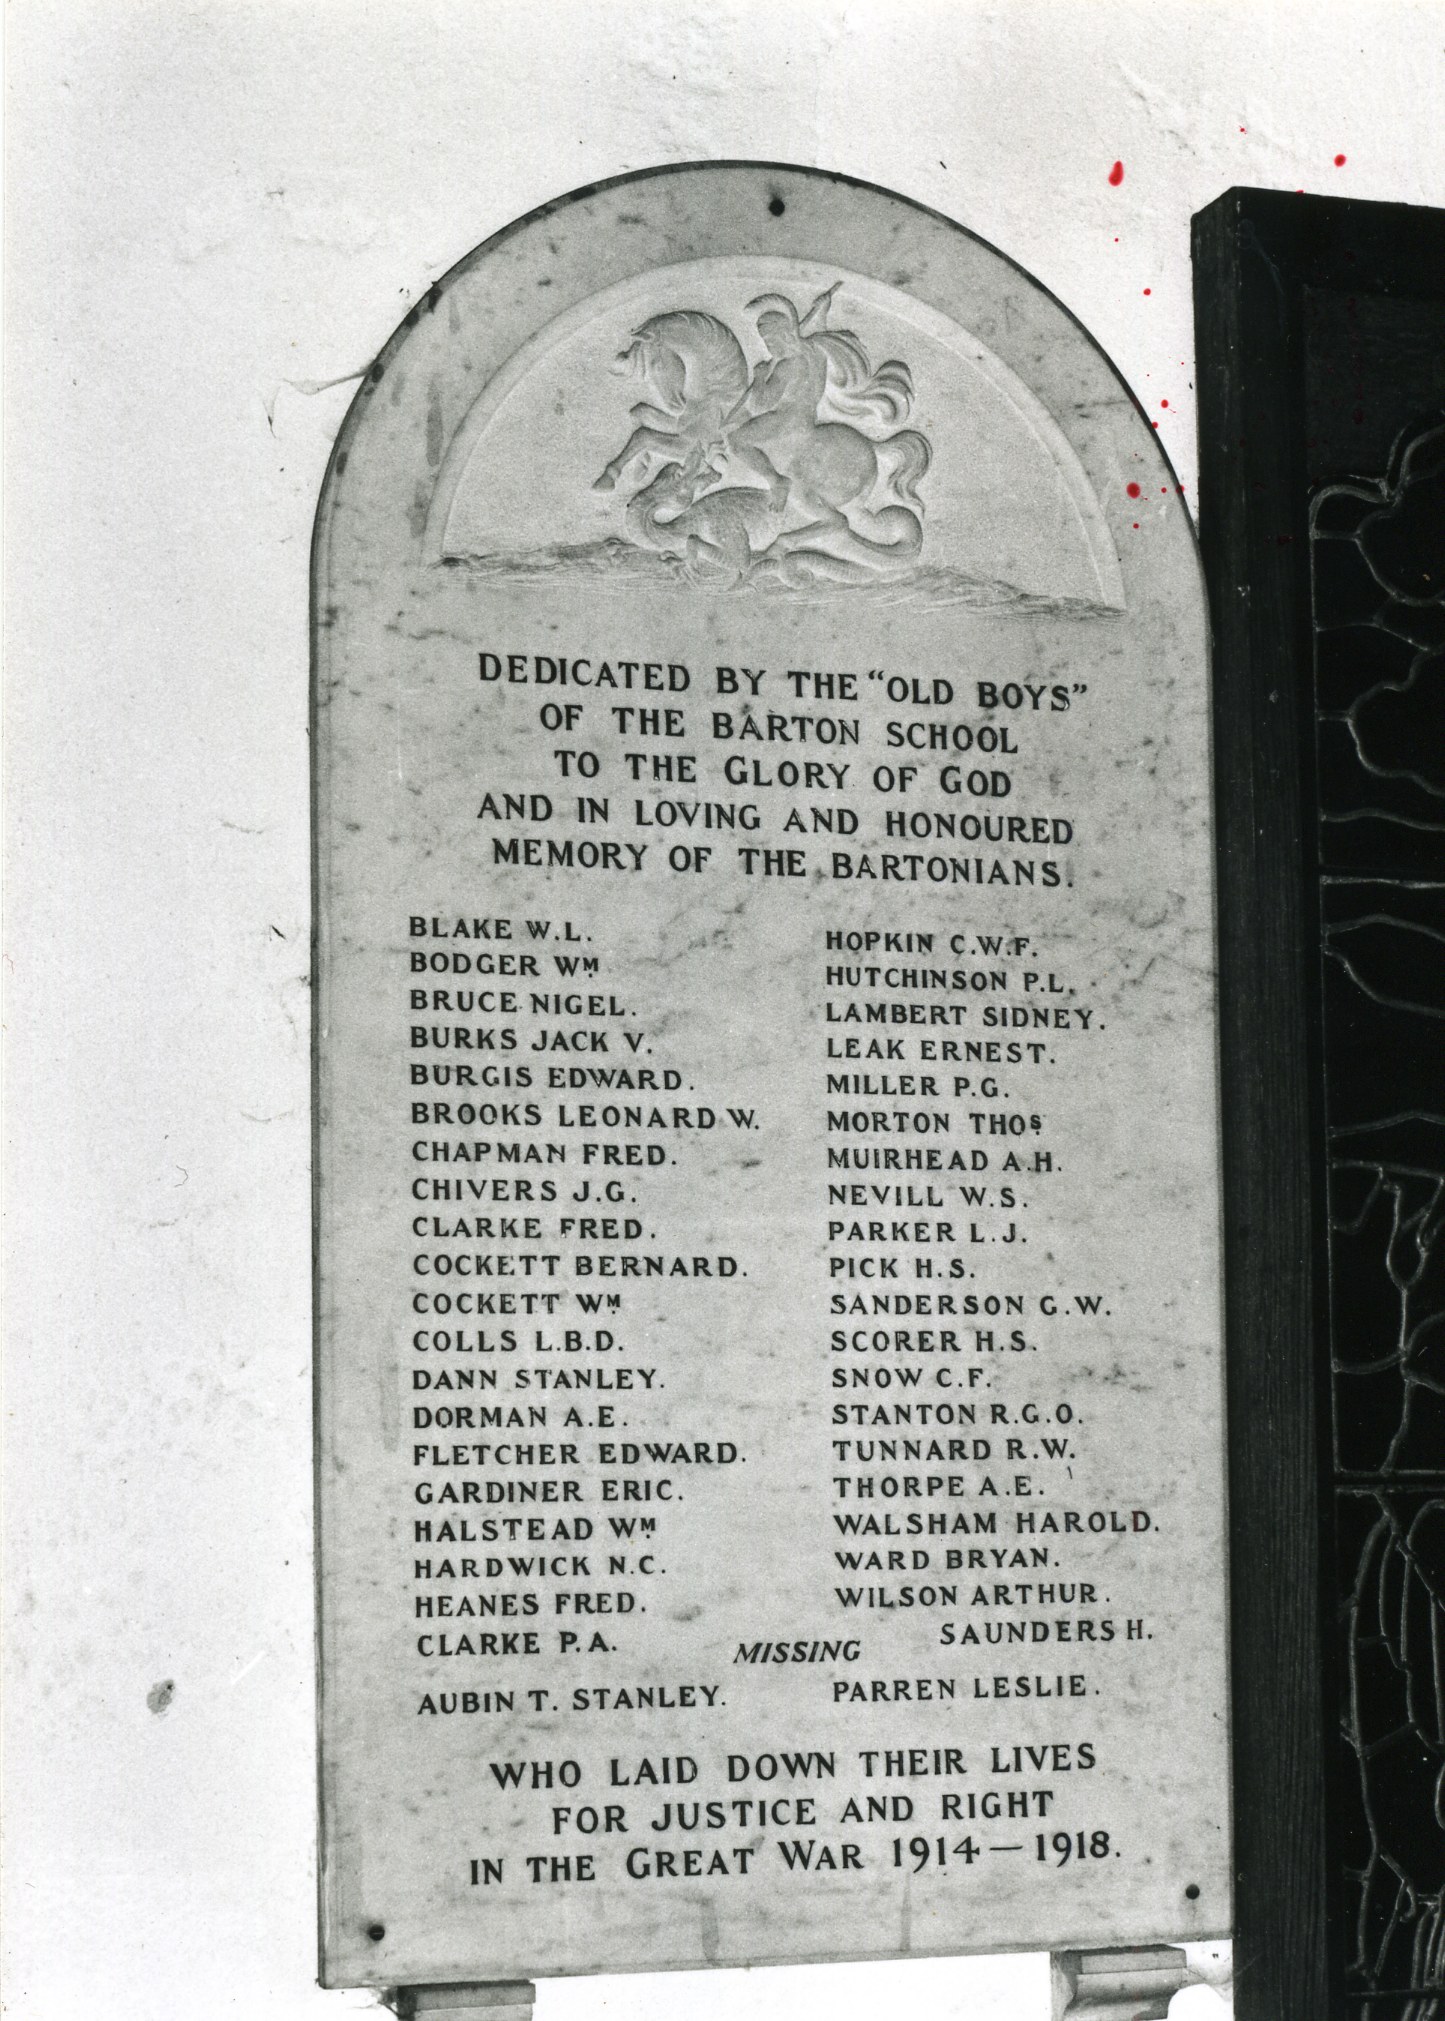 DEDICATED BY THE "OLD BOYS"
OF THE BARTON SCHOOL
TO THE GLORY OF GOD
AND IN LOVING AND HONOURED
MEMORY OF THE BARTONIANS.
BLAKE W.L.
BODGER WM
BRUCE NIGEL.
BURKS JACK V.
BURGIS EDWARD.
BROOKS LEONARD W.
CHAPMAN FRED.
CHIVERS J.G.
CLARKE FRED.
COCKETT BERNARD.
COCKETT WM
COLLS L.B.D.
DANN STANLEY.
DORMAN A.E.
FLETCHER EDWARD.
GARDINER ERIC.
HALSTEAD WM
HARDWICK N.C.
HEANES FRED.
CLARKE P.A.
HOPKIN C.W.F.
HUTCHINSON P.L.
LAMBERT SIDNEY.
LEAK ERNEST.
MILLER P.G.
MORTON THOS
MUIRHEAD A.H.
NEVILL W.S.
PARKER L.J.
PICK H.S.
SANDERSON G.W.
SCORER H.S.
SNOW C.F.
STANTON R.G.O.
TUNNARD R.W.
THORPE A.E.
WALSHAM HAROLD.
WARD BRYAN.
WILSON ARTHUR.
SAUNDERS H.
MISSING
AUBIN T. STANLEY.
PARREN LESLIE.
WHO LAID DOWN THEIR LIVES
FOR JUSTICE AND RIGHT
IN THE GREAT WAR 1914—1918.